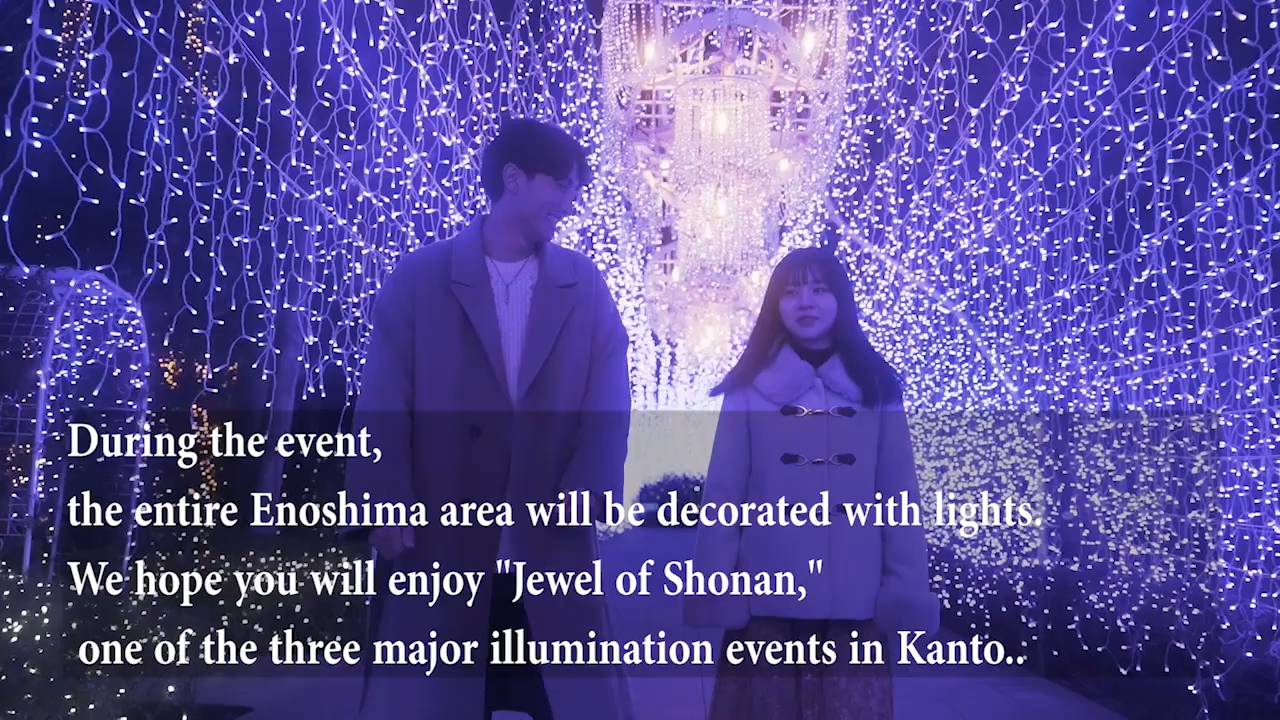 During the event,
the entire Enoshima area will be decorated with lights.
We hope you will enjoy "Jewel of Shonan,"
one of the three major illumination events in Kanto..